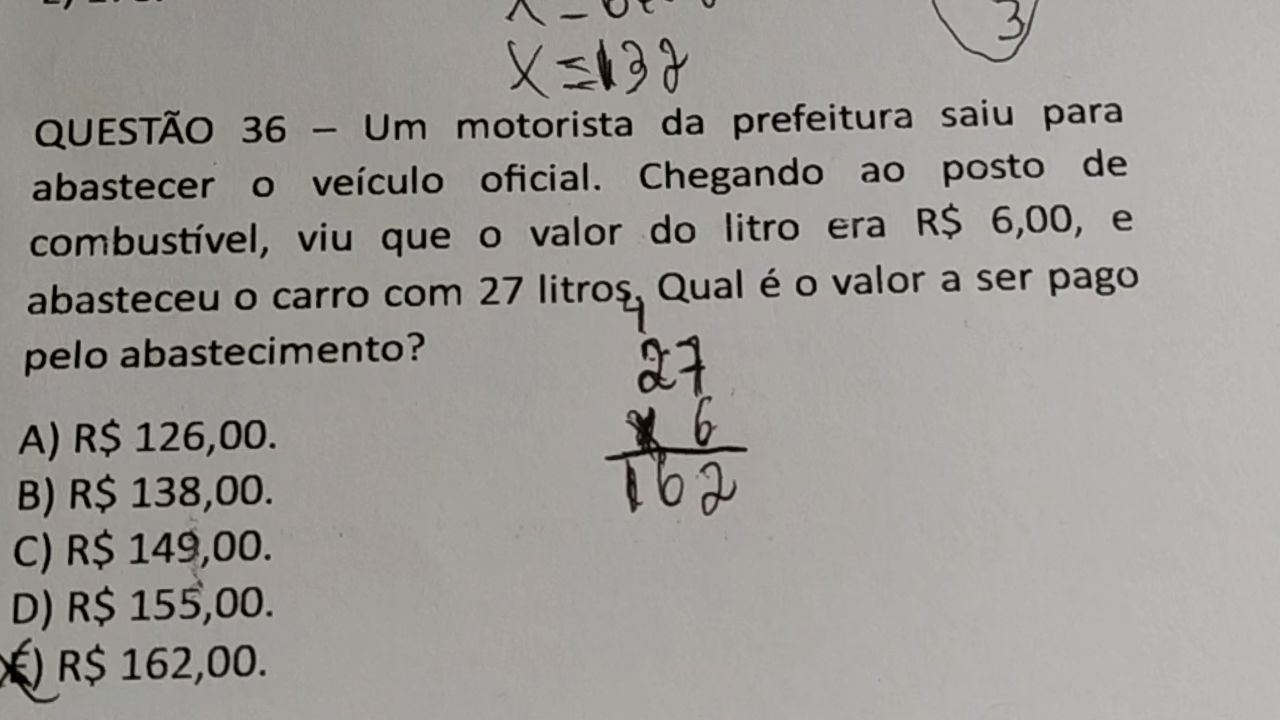 X=132
3
QUESTÃO 36 – Um motorista da prefeitura saiu para
abastecer o veículo oficial. Chegando ao posto de
combustível, viu que o valor do litro era R$ 6,00, e
abasteceu o carro com 27 litros. Qual é o valor a ser pago
pelo abastecimento?
4
27
x 6
162
A) R$ 126,00.
B) R$ 138,00.
C) R$ 149,00.
D) R$ 155,00.
E) R$ 162,00.